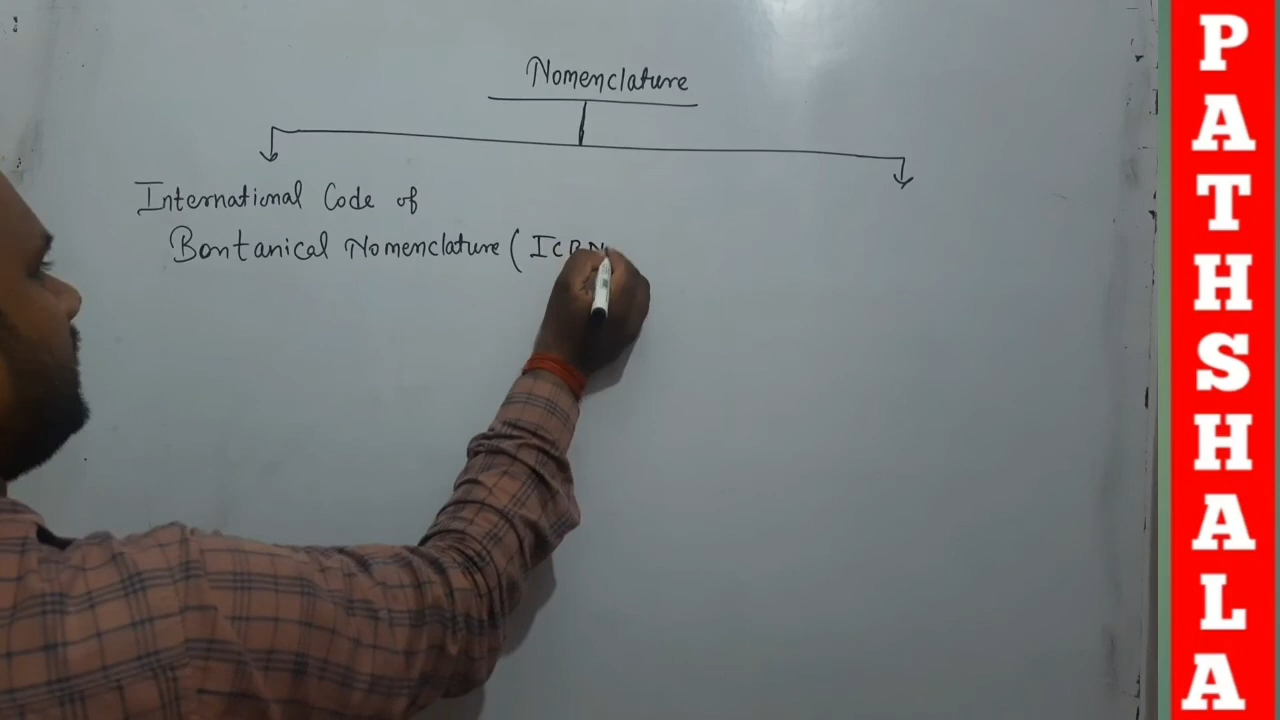 Nomenclature
International Code of
Bontanical Nomenclature ( ICBN
PATHSHALA